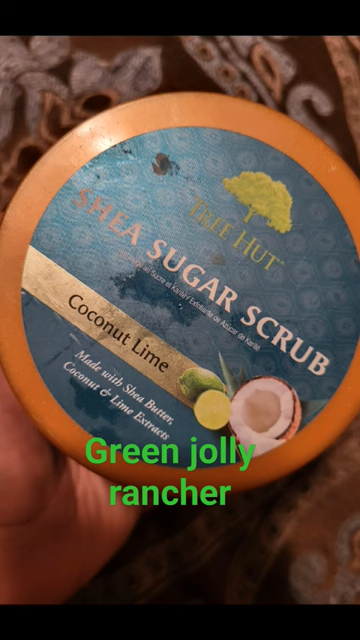 TREE HUT
SHEA SUGAR SCRUB
Coconut Lime
Made with Shea Butter,
Coconut & Lime Extracts
Green jolly
rancher